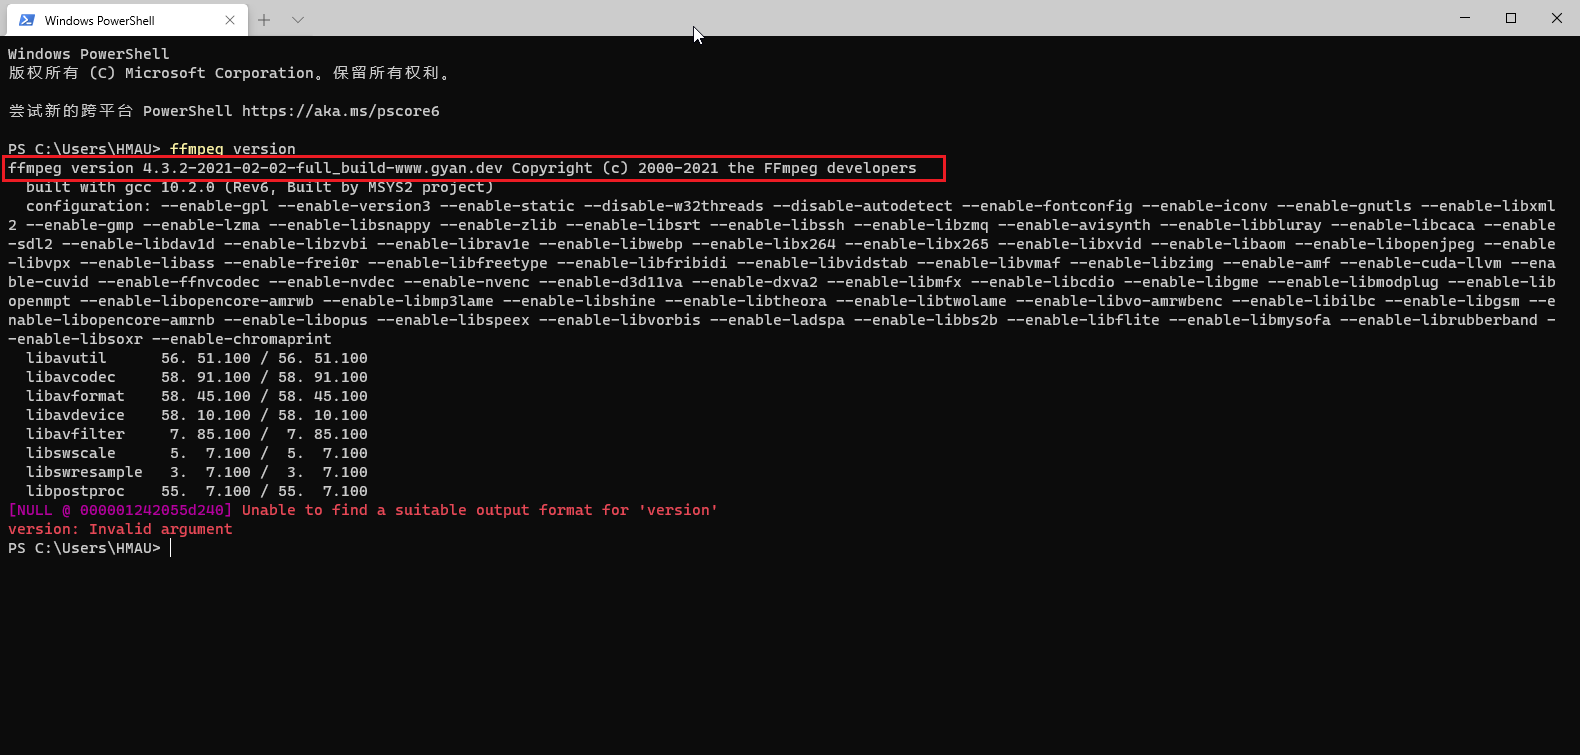 Windows PowerShell
Windows PowerShell
版权所有 (C) Microsoft Corporation。保留所有权利。
尝试新的跨平台 PowerShell https://aka.ms/pscore6
PS C:\Users\HMAU> ffmpeg version
ffmpeg version 4.3.2-2021-02-02-full_build-www.gyan.dev Copyright (c) 2000-2021 the FFmpeg developers
  built with gcc 10.2.0 (Rev6, Built by MSYS2 project)
  configuration: --enable-gpl --enable-version3 --enable-static --disable-w32threads --disable-autodetect --enable-fontconfig --enable-iconv --enable-gnutls --enable-libxml
2 --enable-gmp --enable-lzma --enable-libsnappy --enable-zlib --enable-libsrt --enable-libssh --enable-libzmq --enable-avisynth --enable-libbluray --enable-libcaca --enable
-sdl2 --enable-libdav1d --enable-libzvbi --enable-librav1e --enable-libwebp --enable-libx264 --enable-libx265 --enable-libxvid --enable-libaom --enable-libopenjpeg --enable
-libvpx --enable-libass --enable-frei0r --enable-libfreetype --enable-libfribidi --enable-libvidstab --enable-libvmaf --enable-libzimg --enable-amf --enable-cuda-llvm --ena
ble-cuvid --enable-ffnvcodec --enable-nvdec --enable-nvenc --enable-d3d11va --enable-dxva2 --enable-libmfx --enable-libcdio --enable-libgme --enable-libmodplug --enable-lib
openmpt --enable-libopencore-amrwb --enable-libmp3lame --enable-libshine --enable-libtheora --enable-libtwolame --enable-libvo-amrwbenc --enable-libilbc --enable-libgsm --e
nable-libopencore-amrnb --enable-libopus --enable-libspeex --enable-libvorbis --enable-ladspa --enable-libbs2b --enable-libflite --enable-libmysofa --enable-librubberband -
-enable-libsoxr --enable-chromaprint
  libavutil      56. 51.100 / 56. 51.100
  libavcodec     58. 91.100 / 58. 91.100
  libavformat    58. 45.100 / 58. 45.100
  libavdevice    58. 10.100 / 58. 10.100
  libavfilter     7. 85.100 /  7. 85.100
  libswscale      5.  7.100 /  5.  7.100
  libswresample   3.  7.100 /  3.  7.100
  libpostproc    55.  7.100 / 55.  7.100
[NULL @ 000001242055d240] Unable to find a suitable output format for 'version'
version: Invalid argument
PS C:\Users\HMAU>